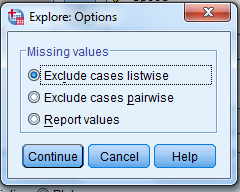 Explore: Options
Missing values
Exclude cases listwise
Exclude cases pairwise
Report values
Continue Cancel Help